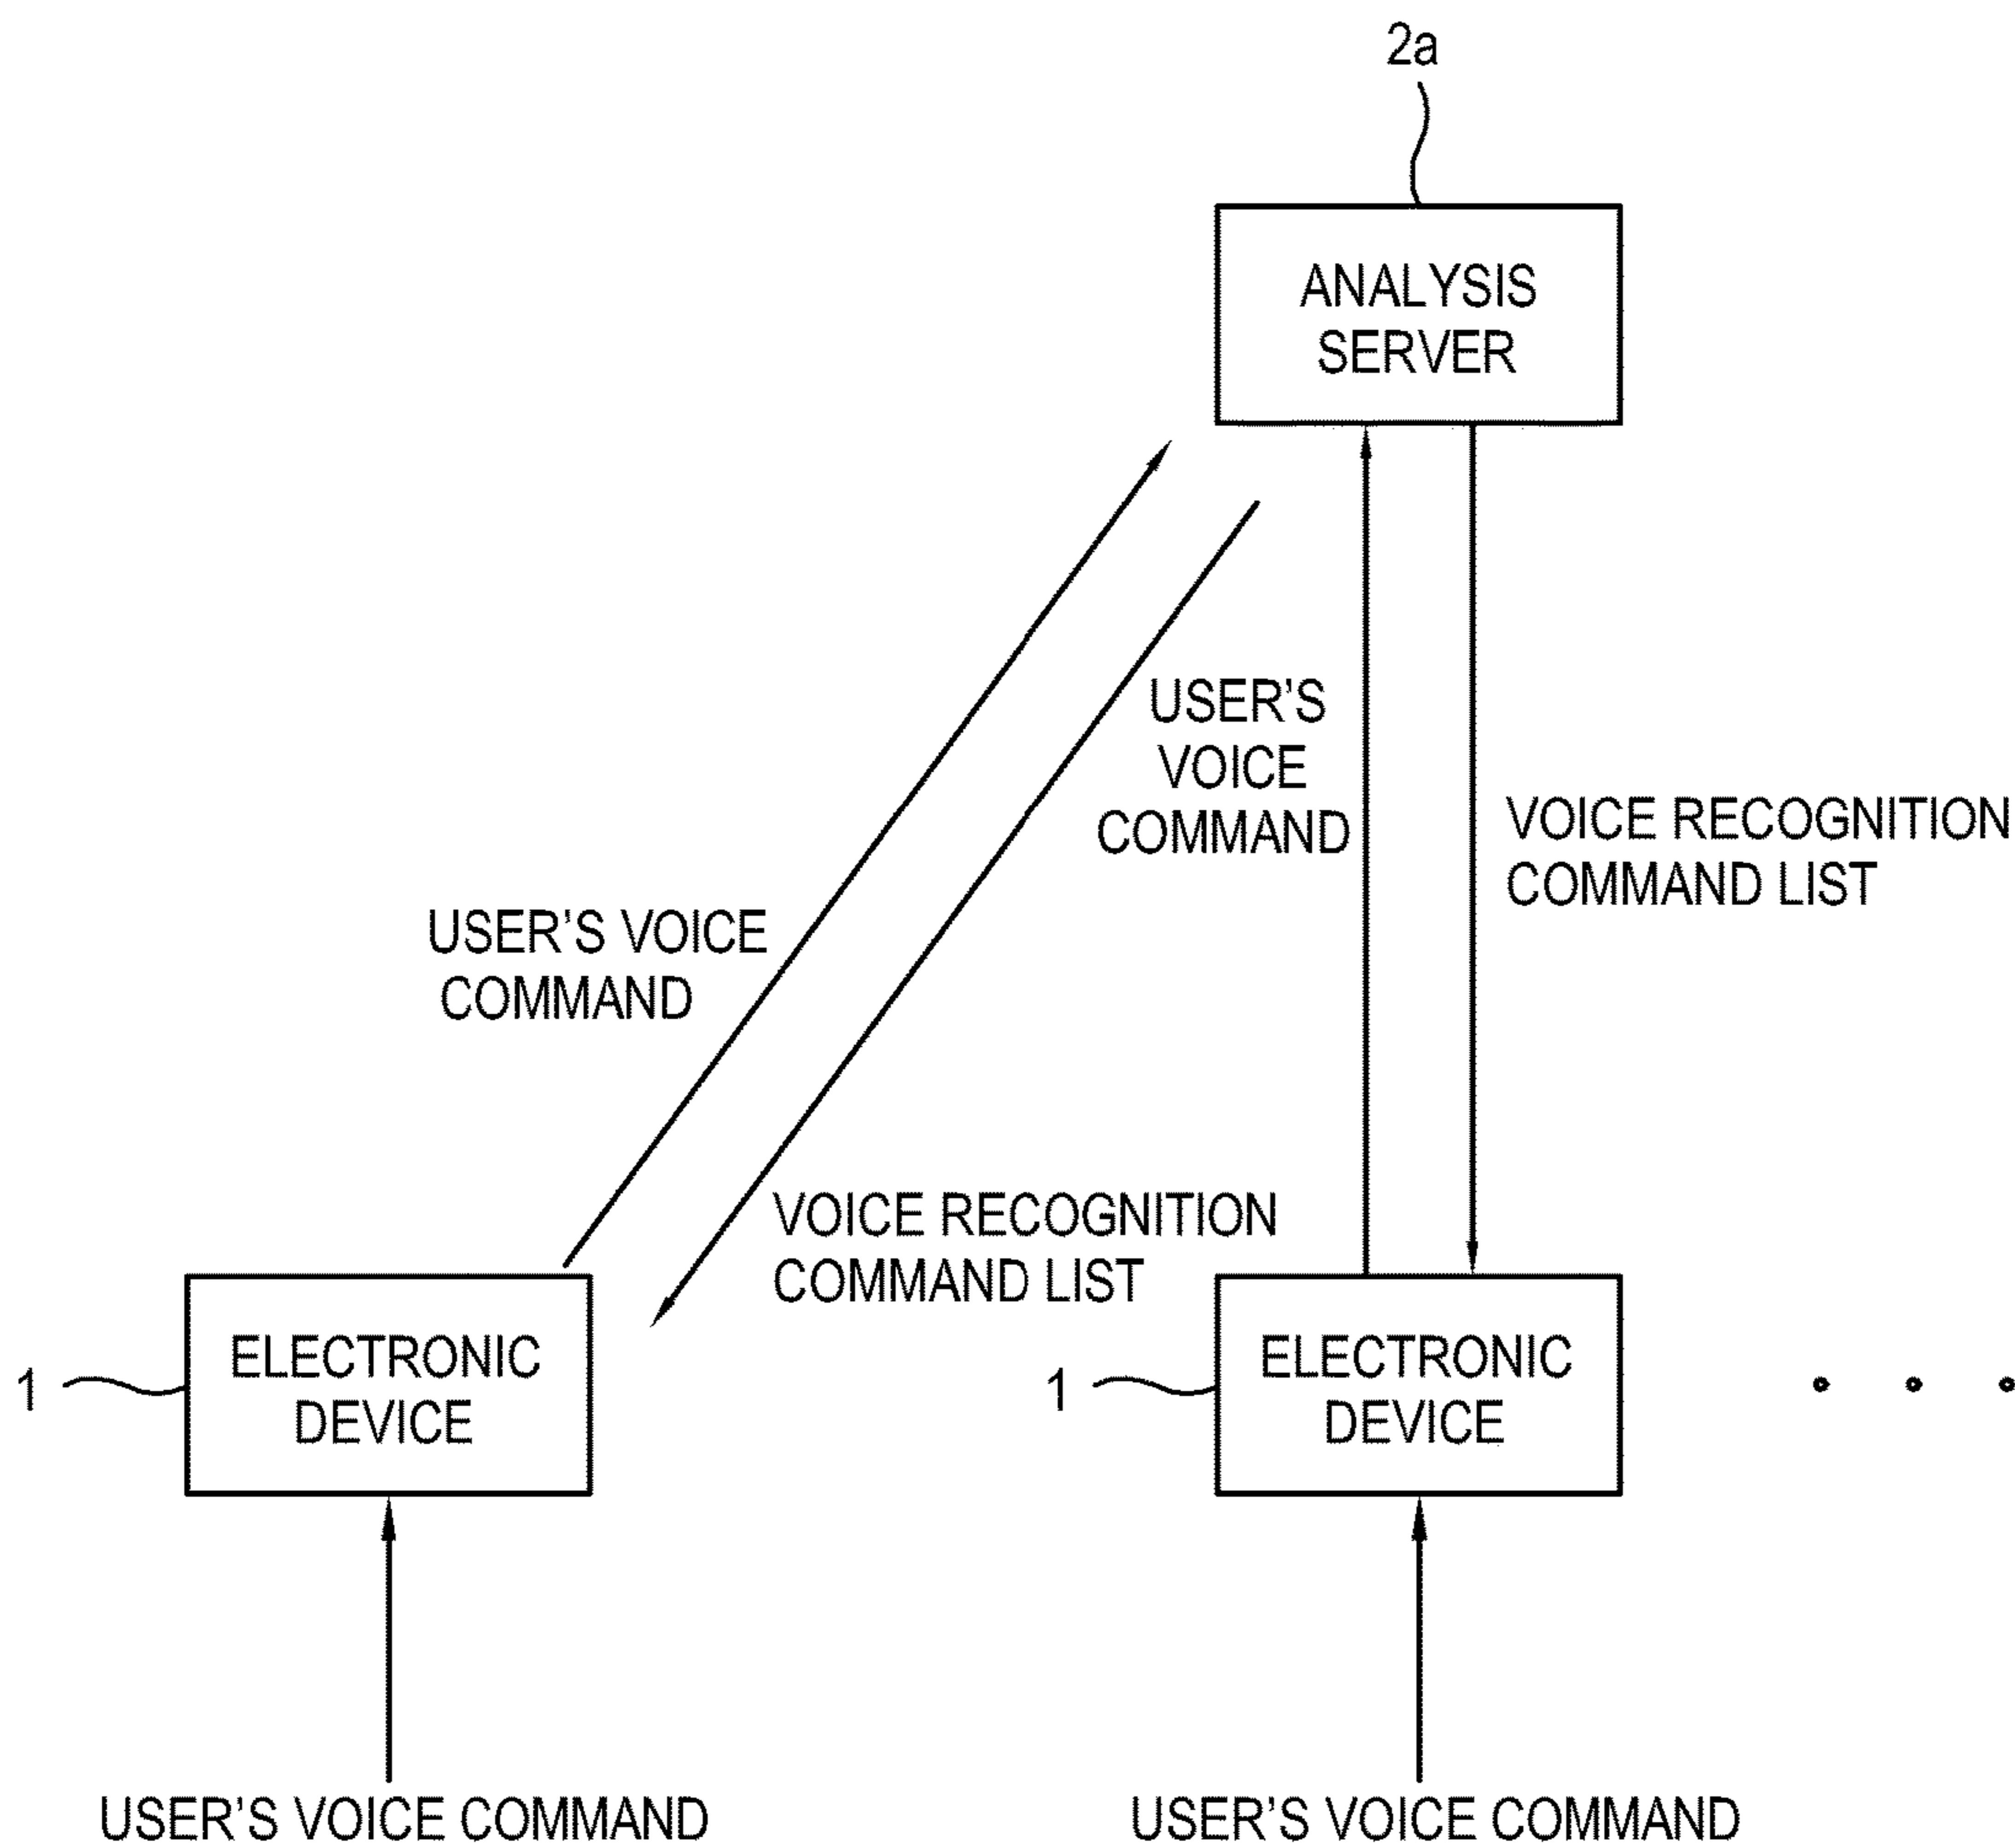 2a
ANALYSIS
SERVER
USER'S
VOICE
COMMAND
VOICE RECOGNITION
COMMAND LIST
USER'S VOICE
COMMAND
VOICE RECOGNITION
COMMAND LIST
1
ELECTRONIC
DEVICE
1
ELECTRONIC
DEVICE
USER'S VOICE COMMAND
USER'S VOICE COMMAND